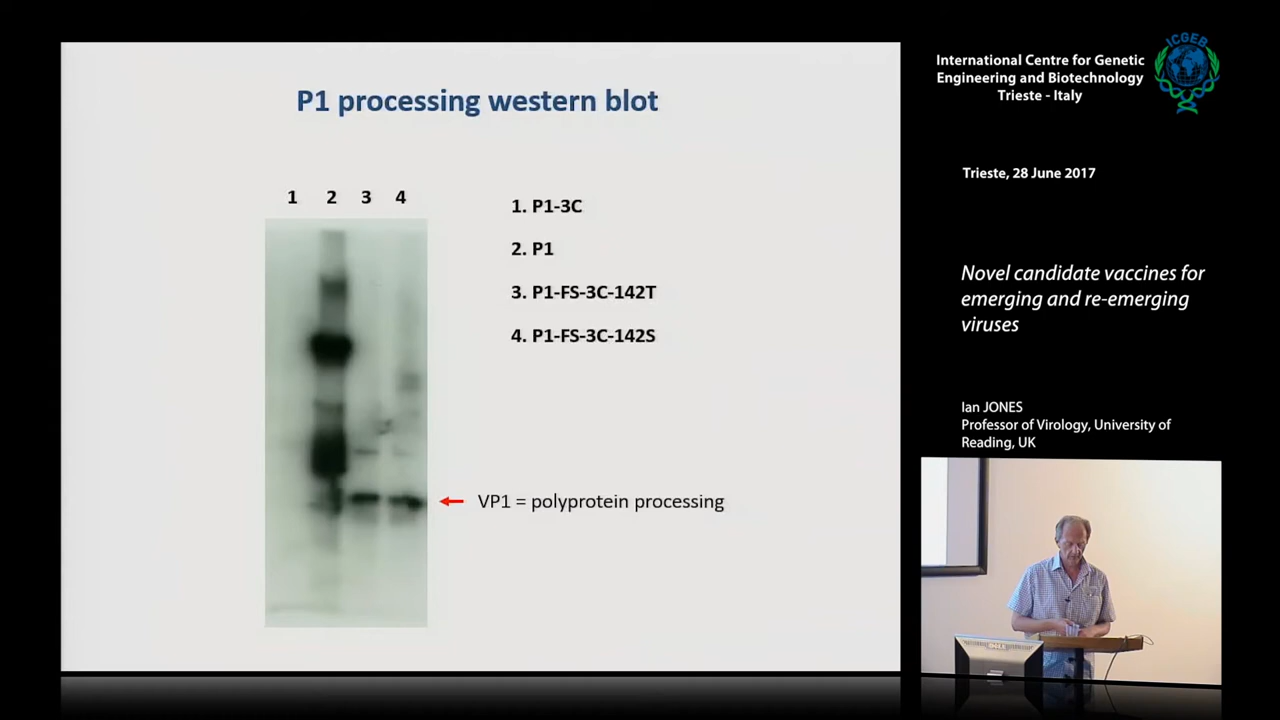 P1 processing western blot
1 2 3 4
1. P1-3C
2. P1
3. P1-FS-3C-142T
4. P1-FS-3C-142S
VP1 = polyprotein processing
International Centre for Genetic
Engineering and Biotechnology
Trieste - Italy
ICGEB
Trieste, 28 June 2017
Novel candidate vaccines for
emerging and re-emerging
viruses
Ian JONES
Professor of Virology, University of
Reading, UK